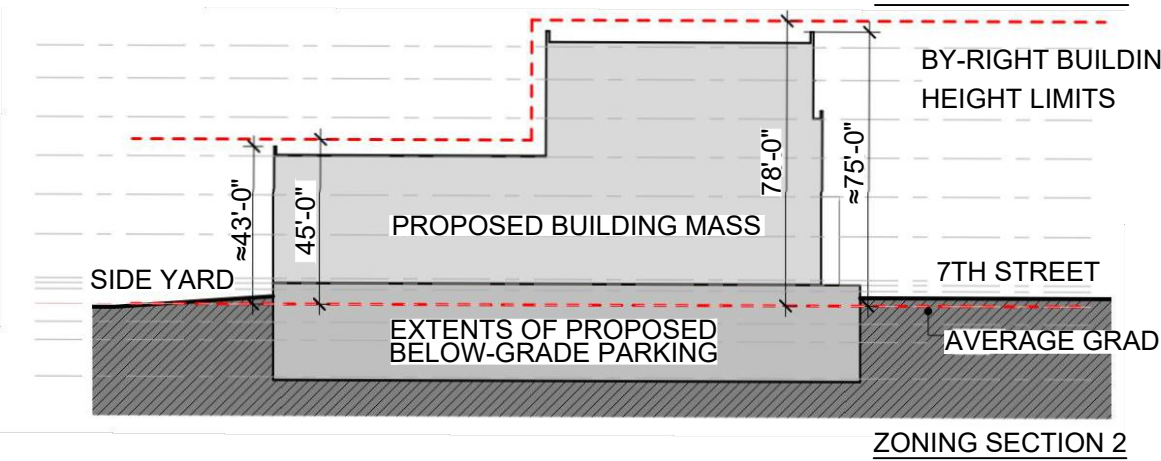 BY-RIGHT BUILDIN
HEIGHT LIMITS
≈43'-0"
45'-0"
78'-0"
≈75'-0"
PROPOSED BUILDING MASS
SIDE YARD
7TH STREET
EXTENTS OF PROPOSED
BELOW-GRADE PARKING
AVERAGE GRAD
ZONING SECTION 2